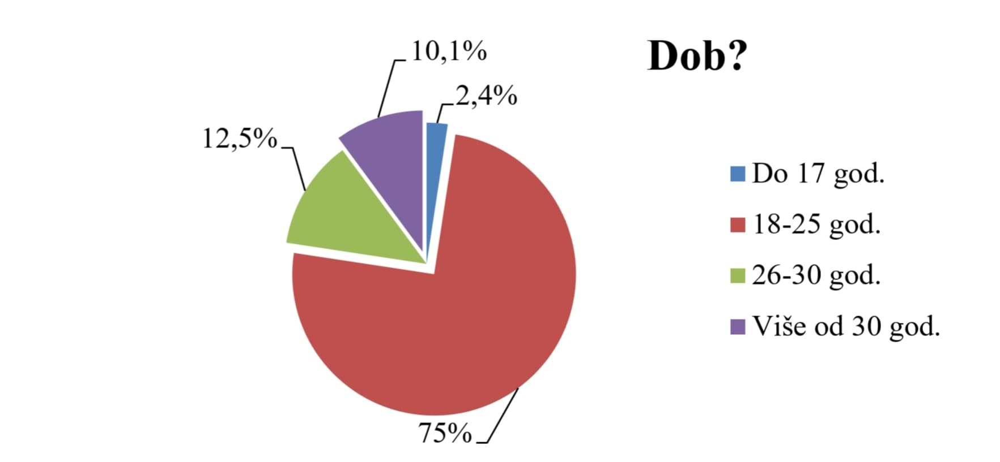 Dob?
10,1%
2,4%
12,5%
75%
Do 17 god.
18-25 god.
26-30 god.
Više od 30 god.